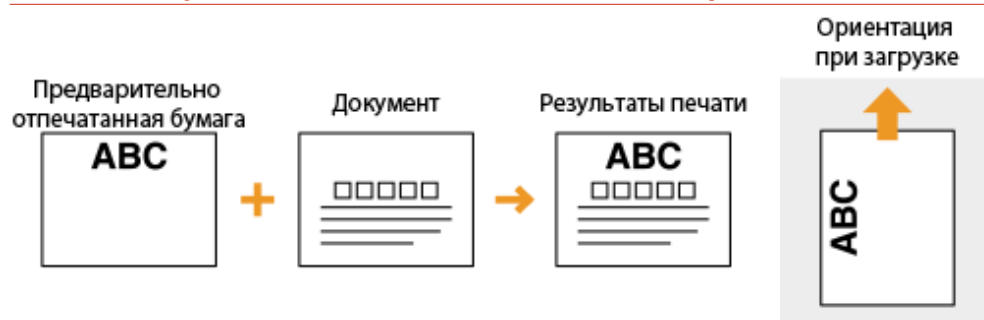 Ориентация
при загрузке
Предварительно
отпечатанная бумага
Документ
Результаты печати
ABC
ABC
ABC